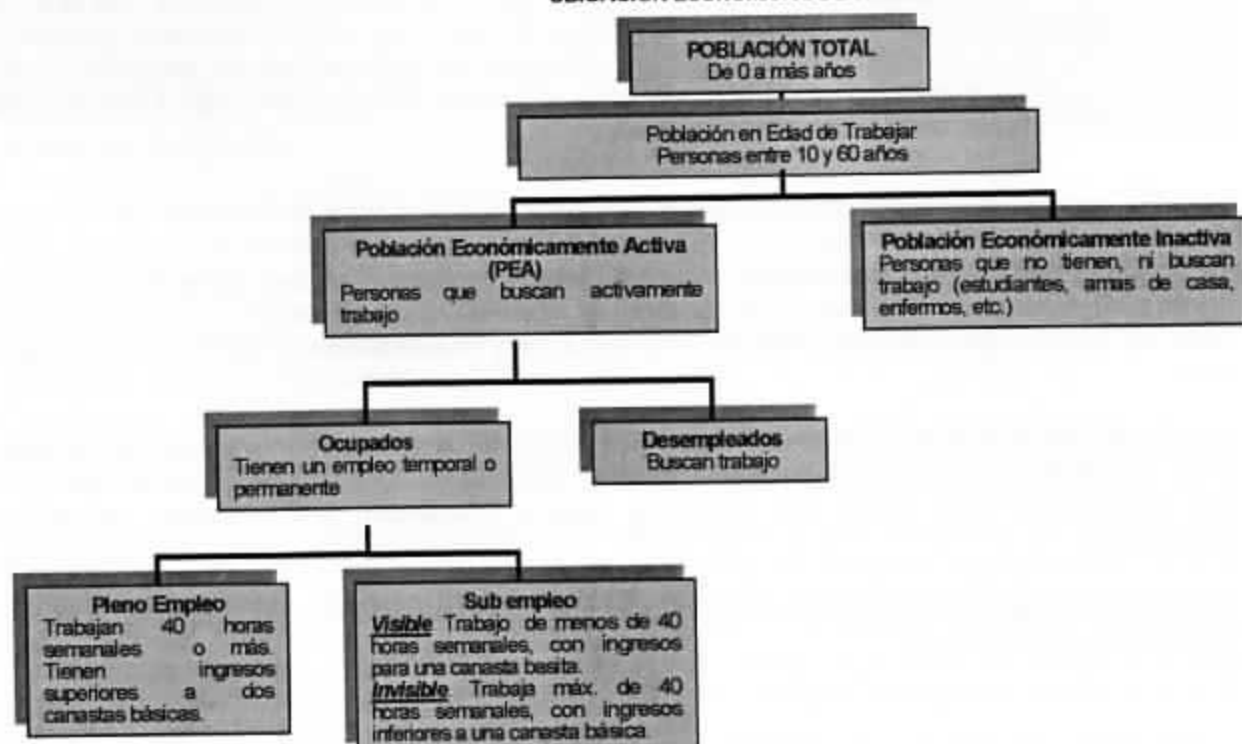 POBLACIÓN TOTAL
De 0 a más años
Población en Edad de Trabajar
Personas entre 10 y 60 años
Población Económicamente Activa
(PEA)
Personas que buscan activamente
trabajo
Población Económicamente Inactiva
Personas que no tienen, ni buscan
trabajo (estudiantes, amas de casa,
enfermos, etc.)
Ocupados
Tienen un empleo temporal o
permanente
Desempleados
Buscan trabajo
Pleno Empleo
Trabajan 40 horas
semanales o más.
Tienen ingresos
superiores a dos
canastas básicas.
Sub empleo
Visible Trabajo de menos de 40
horas semanales, con ingresos
para una canasta basita.
Invisible Trabaja máx. de 40
horas semanales, con ingresos
inferiores a una canasta básica.